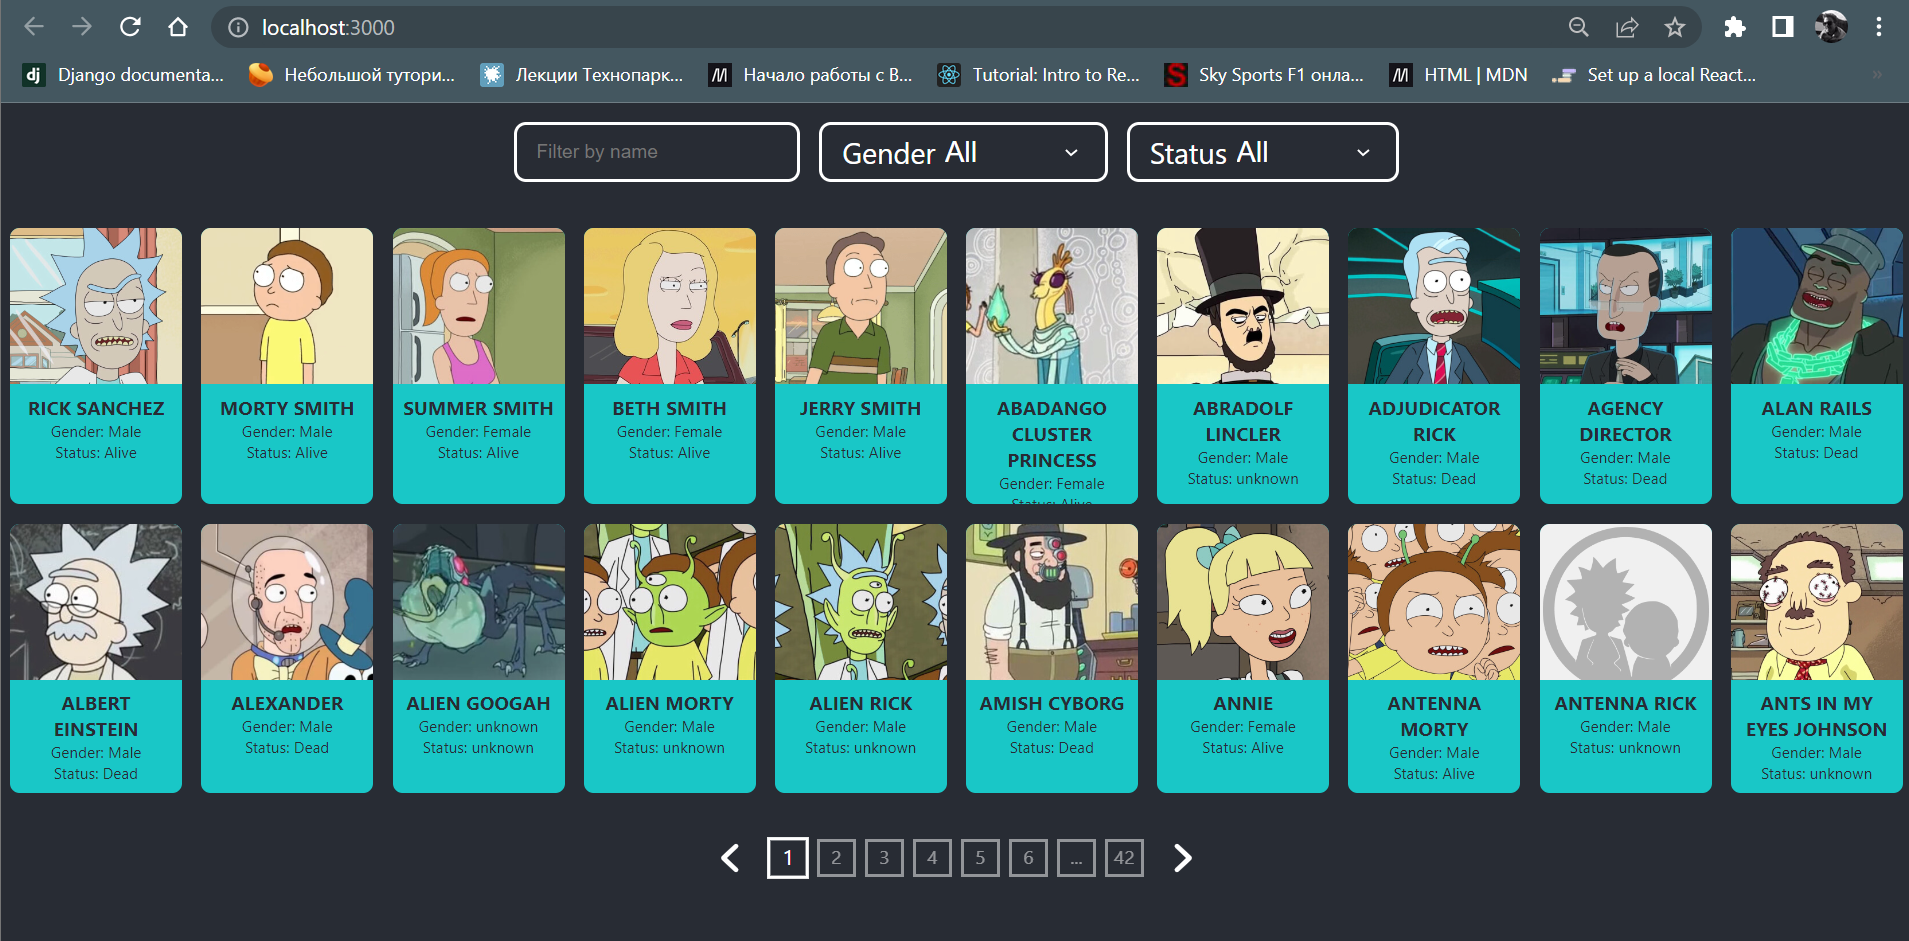 localhost:3000
dj Django documenta... Небольшой тутори... Лекции Технопарк... Начало работы с B... Tutorial: Intro to Re... Sky Sports F1 онла... HTML | MDN Set up a local React... »
Filter by name Gender All Status All
RICK SANCHEZ
Gender: Male
Status: Alive
MORTY SMITH
Gender: Male
Status: Alive
SUMMER SMITH
Gender: Female
Status: Alive
BETH SMITH
Gender: Female
Status: Alive
JERRY SMITH
Gender: Male
Status: Alive
ABADANGO
CLUSTER
PRINCESS
Gender: Female
Status: Alive
ABRADOLF
LINCLER
Gender: Male
Status: unknown
ADJUDICATOR
RICK
Gender: Male
Status: Dead
AGENCY
DIRECTOR
Gender: Male
Status: Dead
ALAN RAILS
Gender: Male
Status: Dead
ALBERT
EINSTEIN
Gender: Male
Status: Dead
ALEXANDER
Gender: Male
Status: Dead
ALIEN GOOGAH
Gender: unknown
Status: unknown
ALIEN MORTY
Gender: Male
Status: unknown
ALIEN RICK
Gender: Male
Status: unknown
AMISH CYBORG
Gender: Male
Status: Dead
ANNIE
Gender: Female
Status: Alive
ANTENNA
MORTY
Gender: Male
Status: Alive
ANTENNA RICK
Gender: Male
Status: unknown
ANTS IN MY
EYES JOHNSON
Gender: Male
Status: unknown
1 2 3 4 5 6 ... 42